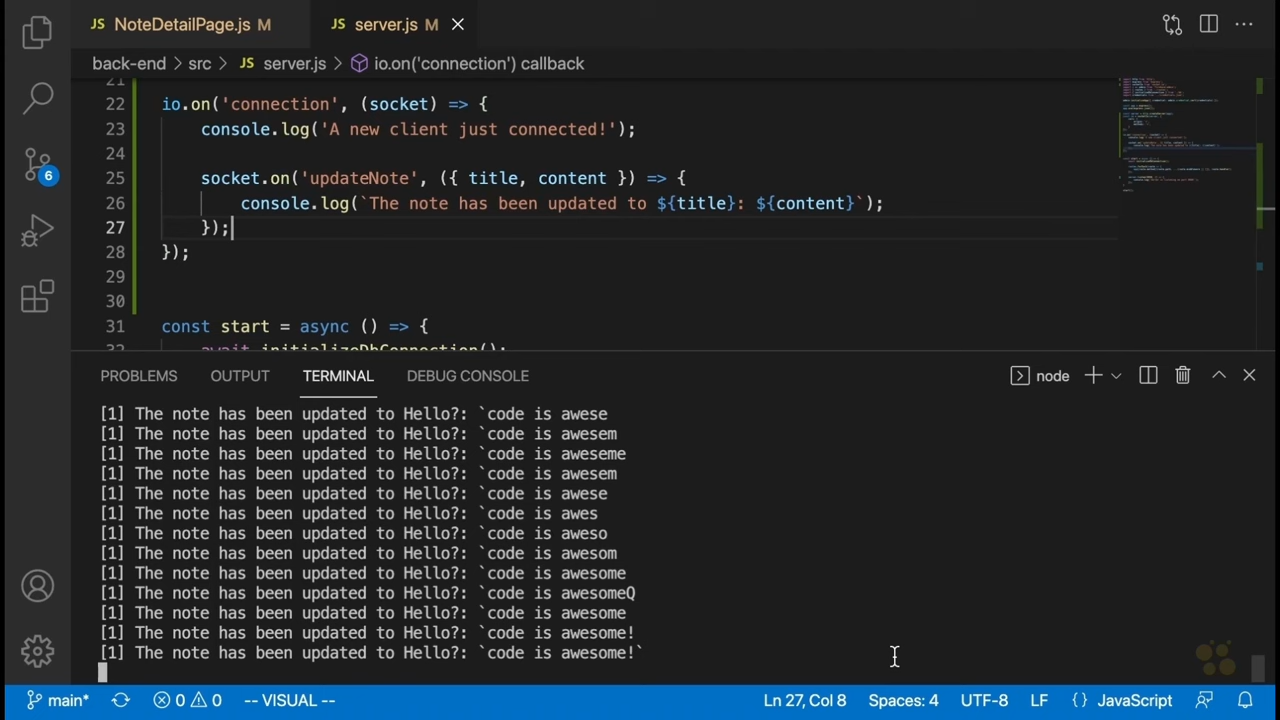 JS NoteDetailPage.js M JS server.js M
back-end > src > JS server.js > io.on('connection') callback
21
22 io.on('connection', (socket) => {
23 console.log('A new client just connected!');
24
25 socket.on('updateNote', ({ title, content }) => {
26 console.log(`The note has been updated to ${title}: ${content}`);
27 });
28 });
29
30
31 const start = async () => {
32 await initializeDbConnection();
6
PROBLEMS OUTPUT TERMINAL DEBUG CONSOLE node
[1] The note has been updated to Hello?: `code is awese
[1] The note has been updated to Hello?: `code is awesem
[1] The note has been updated to Hello?: `code is aweseme
[1] The note has been updated to Hello?: `code is awesem
[1] The note has been updated to Hello?: `code is awese
[1] The note has been updated to Hello?: `code is awes
[1] The note has been updated to Hello?: `code is aweso
[1] The note has been updated to Hello?: `code is awesom
[1] The note has been updated to Hello?: `code is awesome
[1] The note has been updated to Hello?: `code is awesomeQ
[1] The note has been updated to Hello?: `code is awesome
[1] The note has been updated to Hello?: `code is awesome!
[1] The note has been updated to Hello?: `code is awesome!`
main* 0 0 -- VISUAL -- Ln 27, Col 8 Spaces: 4 UTF-8 LF {} JavaScript